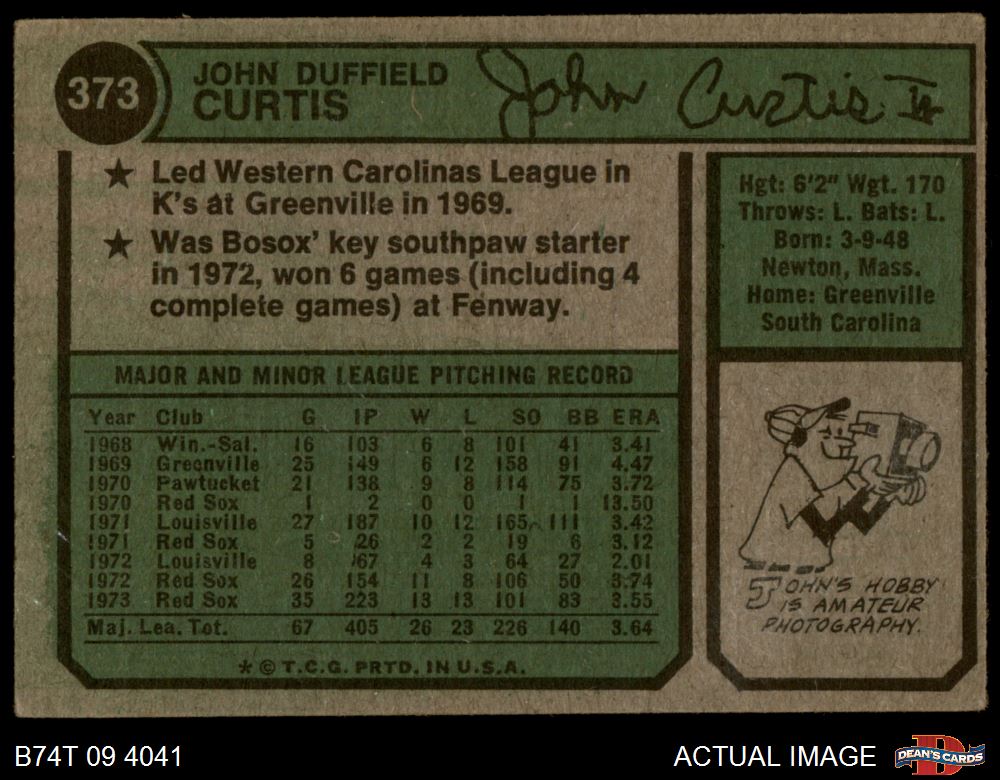 373
JOHN DUFFIELD
CURTIS
John Curtis II
★ Led Western Carolinas League in
K's at Greenville in 1969.
★ Was Bosox' key southpaw starter
in 1972, won 6 games (including 4
complete games) at Fenway.
Hgt: 6'2" Wgt. 170
Throws: L. Bats: L.
Born: 3-9-48
Newton, Mass.
Home: Greenville
South Carolina
MAJOR AND MINOR LEAGUE PITCHING RECORD
Year Club G IP W L SO BB ERA
1968 Win.-Sal. 16 103 6 8 101 41 3.41
1969 Greenville 25 149 6 12 158 91 4.47
1970 Pawtucket 21 138 9 8 114 75 3.72
1970 Red Sox 1 2 0 0 1 1 13.50
1971 Louisville 27 187 10 12 165 111 3.42
1971 Red Sox 5 26 2 2 19 6 3.12
1972 Louisville 8 67 4 3 64 27 2.01
1972 Red Sox 26 154 11 8 106 50 3.74
1973 Red Sox 35 223 13 13 101 83 3.55
Maj. Lea. Tot. 67 405 26 23 226 140 3.64
* © T.C.G. PRTD. IN U.S.A.
JOHN'S HOBBY
IS AMATEUR
PHOTOGRAPHY.
B74T 09 4041
ACTUAL IMAGE
D
DEAN'S CARDS